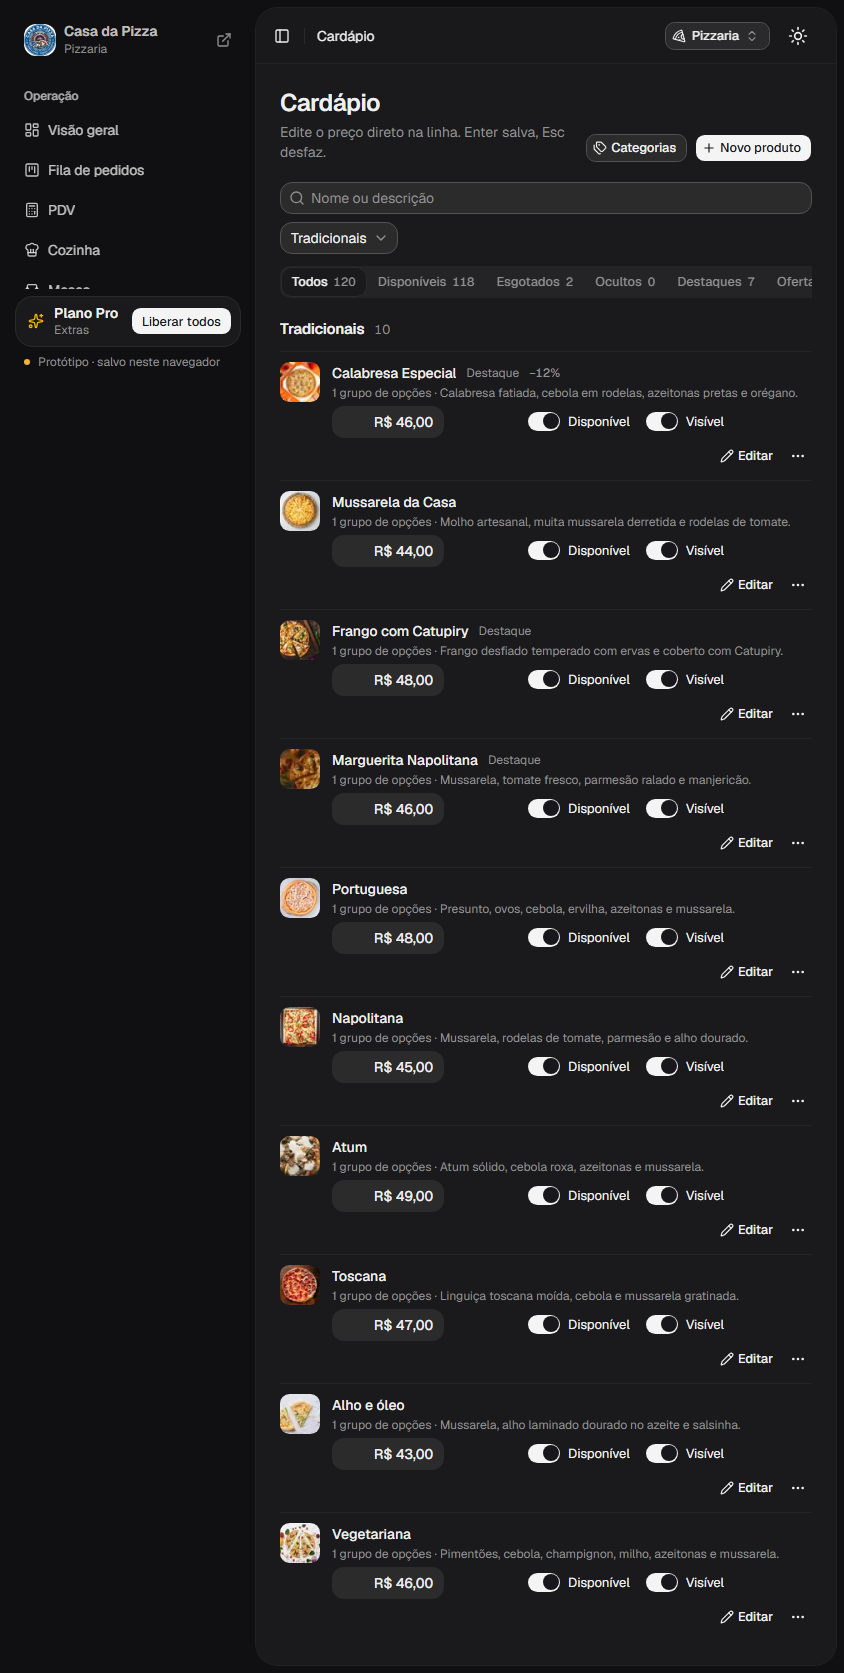 Casa da Pizza
Pizzaria
Operação
Visão geral
Fila de pedidos
PDV
Cozinha
Plano Pro
Extras
Liberar todos
Protótipo · salvo neste navegador
Cardápio
Pizzaria
Cardápio
Edite o preço direto na linha. Enter salva, Esc
desfaz.
Categorias
Novo produto
Nome ou descrição
Tradicionais
Todos 120 Disponíveis 118 Esgotados 2 Ocultos 0 Destaques 7
Tradicionais 10
Calabresa Especial Destaque −12%
1 grupo de opções · Calabresa fatiada, cebola em rodelas, azeitonas pretas e orégano.
R$ 46,00 Disponível Visível
Editar
Mussarela da Casa
1 grupo de opções · Molho artesanal, muita mussarela derretida e rodelas de tomate.
R$ 44,00 Disponível Visível
Editar
Frango com Catupiry Destaque
1 grupo de opções · Frango desfiado temperado com ervas e coberto com Catupiry.
R$ 48,00 Disponível Visível
Editar
Marguerita Napolitana Destaque
1 grupo de opções · Mussarela, tomate fresco, parmesão ralado e manjericão.
R$ 46,00 Disponível Visível
Editar
Portuguesa
1 grupo de opções · Presunto, ovos, cebola, ervilha, azeitonas e mussarela.
R$ 48,00 Disponível Visível
Editar
Napolitana
1 grupo de opções · Mussarela, rodelas de tomate, parmesão e alho dourado.
R$ 45,00 Disponível Visível
Editar
Atum
1 grupo de opções · Atum sólido, cebola roxa, azeitonas e mussarela.
R$ 49,00 Disponível Visível
Editar
Toscana
1 grupo de opções · Linguiça toscana moída, cebola e mussarela gratinada.
R$ 47,00 Disponível Visível
Editar
Alho e óleo
1 grupo de opções · Mussarela, alho laminado dourado no azeite e salsinha.
R$ 43,00 Disponível Visível
Editar
Vegetariana
1 grupo de opções · Pimentões, cebola, champignon, milho, azeitonas e mussarela.
R$ 46,00 Disponível Visível
Editar